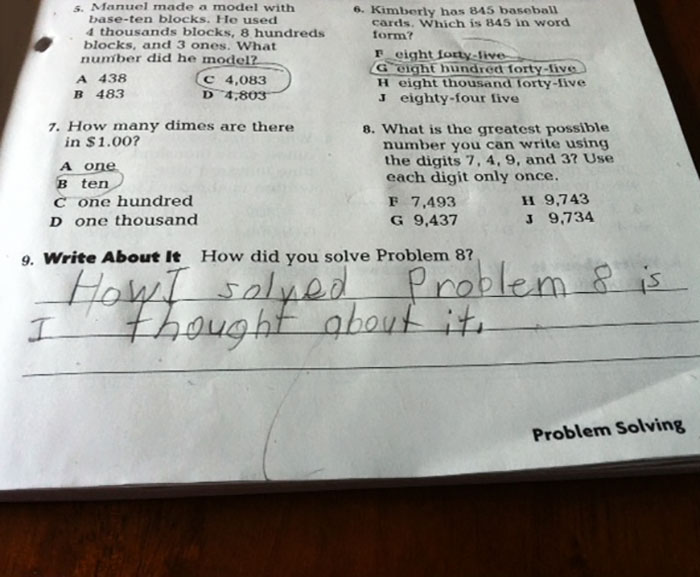 5. Manuel made a model with
base-ten blocks. He used
4 thousands blocks, 8 hundreds
blocks, and 3 ones. What
number did he model?
A 438
C 4,083
B 483
D 4,803
6. Kimberly has 845 baseball
cards. Which is 845 in word
form?
F eight forty-five
G eight hundred forty-five
H eight thousand forty-five
J eighty-four five
7. How many dimes are there
in $1.00?
A one
B ten
C one hundred
D one thousand
8. What is the greatest possible
number you can write using
the digits 7, 4, 9, and 3? Use
each digit only once.
F 7,493
H 9,743
G 9,437
J 9,734
9. Write About It How did you solve Problem 8?
How I solved Problem 8 is
I thought about it.
Problem Solving